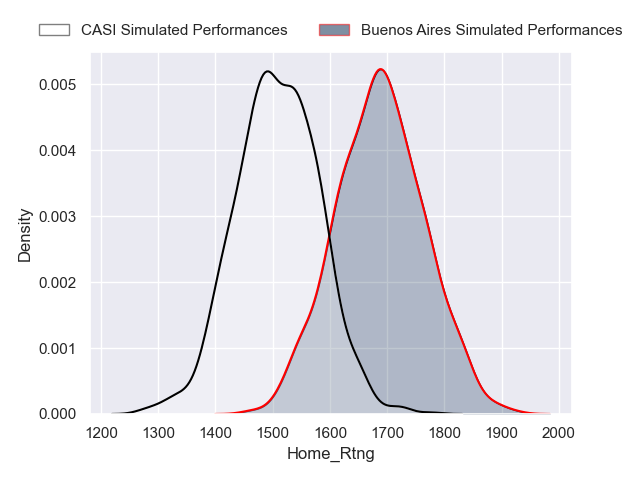 CASI Simulated Performances
Buenos Aires Simulated Performances
Density
0.005
0.004
0.003
0.002
0.001
0.000
1200 1300 1400 1500 1600 1700 1800 1900 2000
Home_Rtng